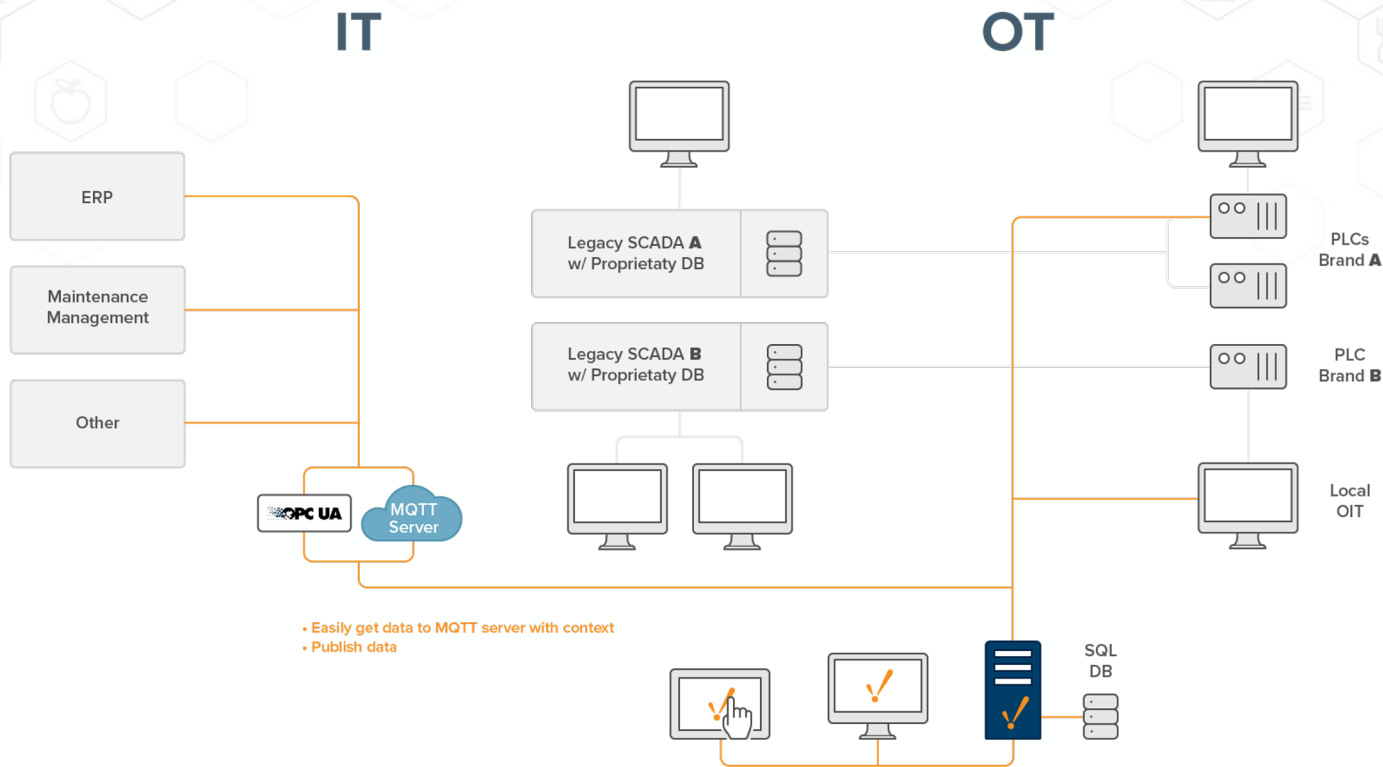 IT
OT
ERP
Maintenance
Management
Other
Legacy SCADA A
w/ Proprietaty DB
Legacy SCADA B
w/ Proprietaty DB
PLCs
Brand A
PLC
Brand B
Local
OIT
OPC UA
MQTT
Server
• Easily get data to MQTT server with context
• Publish data
SQL
DB